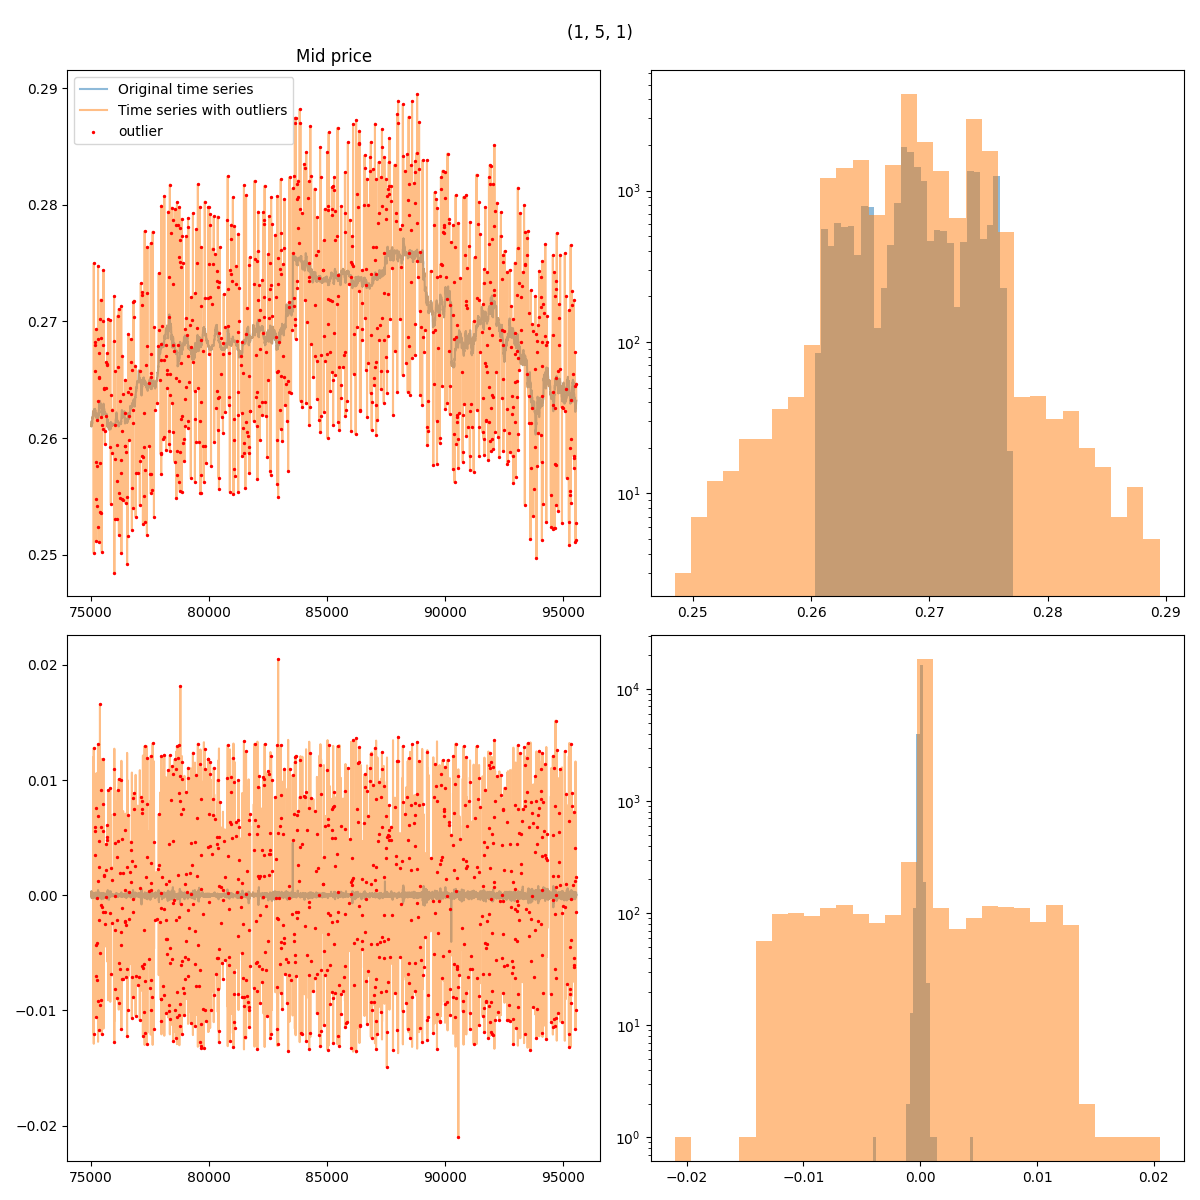 (1, 5, 1)
Mid price
Original time series
Time series with outliers
outlier
0.29
0.28
0.27
0.26
0.25
75000 80000 85000 90000 95000
10³
10²
10¹
0.25 0.26 0.27 0.28 0.29
0.02
0.01
0.00
−0.01
−0.02
75000 80000 85000 90000 95000
10⁴
10³
10²
10¹
10⁰
−0.02 −0.01 0.00 0.01 0.02